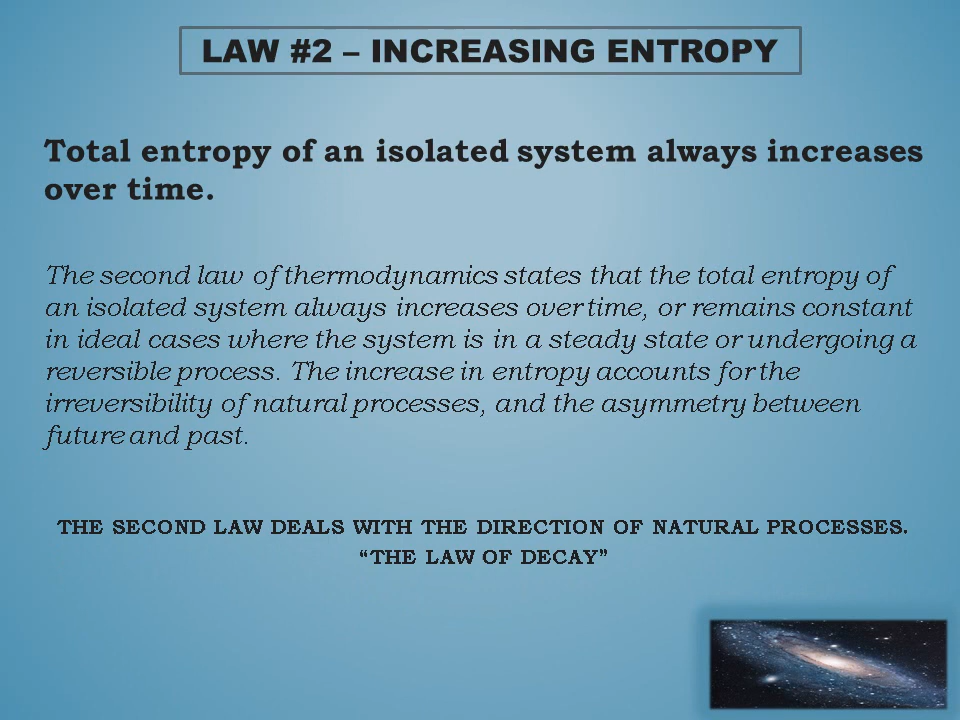 LAW #2 – INCREASING ENTROPY
Total entropy of an isolated system always increases
over time.
The second law of thermodynamics states that the total entropy of
an isolated system always increases over time, or remains constant
in ideal cases where the system is in a steady state or undergoing a
reversible process. The increase in entropy accounts for the
irreversibility of natural processes, and the asymmetry between
future and past.
THE SECOND LAW DEALS WITH THE DIRECTION OF NATURAL PROCESSES.
“THE LAW OF DECAY”